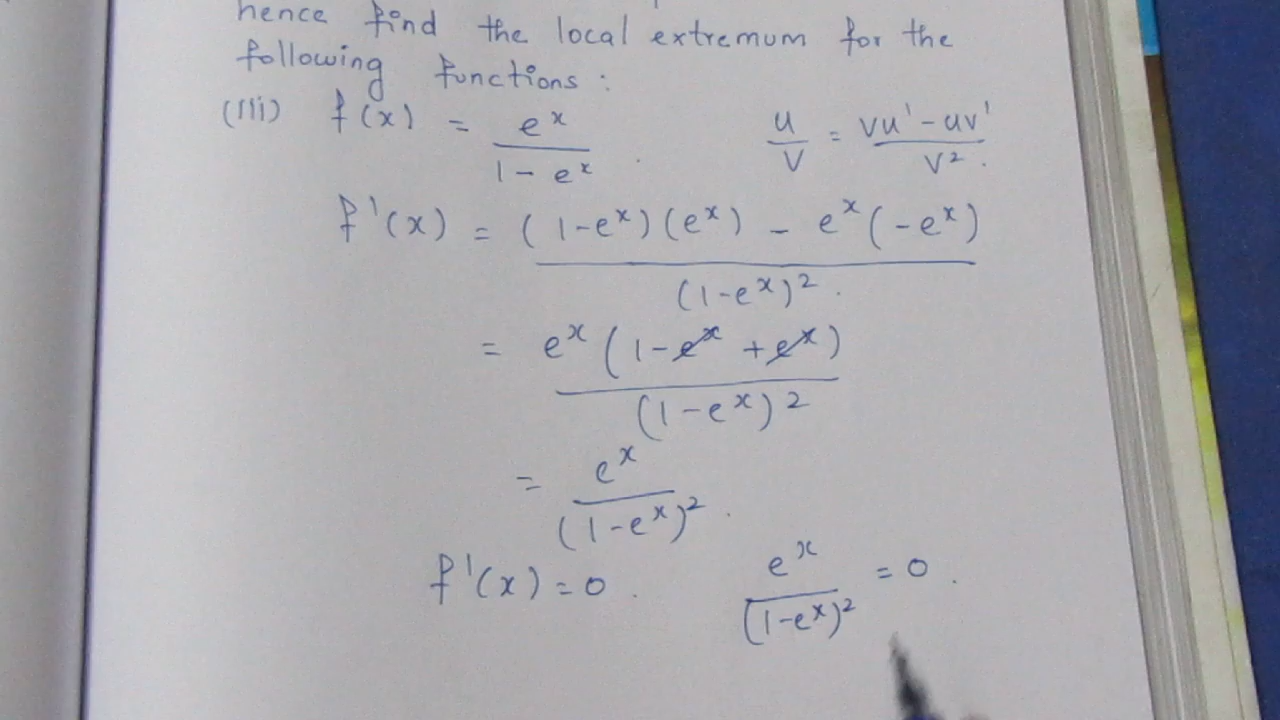 hence find the local extremum for the
following functions :
(iii) f(x) = e^x / (1 - e^x) . u/v = (vu' - uv') / v² .
f'(x) = ((1-e^x)(e^x) - e^x(-e^x)) / (1-e^x)² .
= e^x(1-e^x+e^x) / (1-e^x)²
= e^x / (1-e^x)² .
f'(x) = 0 . e^x / (1-e^x)² = 0 .